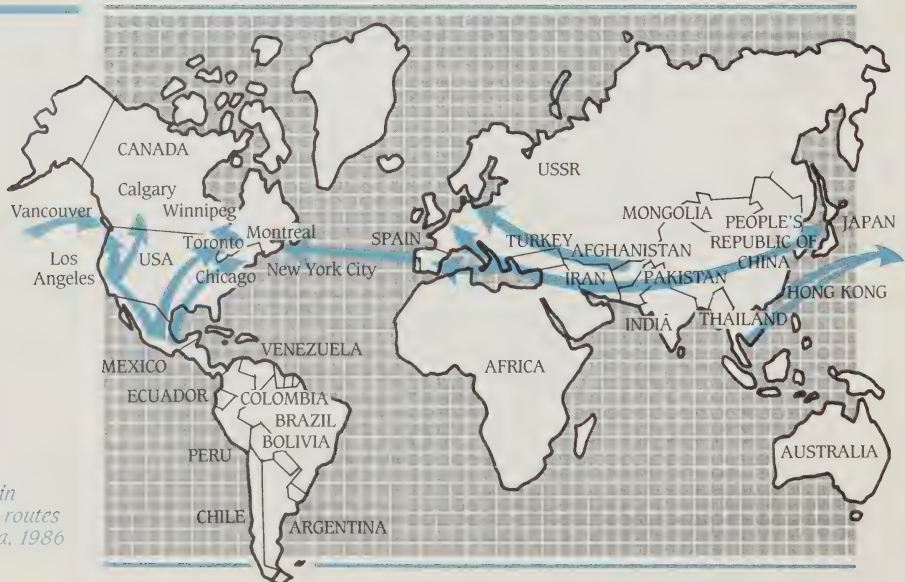 CANADA
Calgary
Vancouver
Winnipeg
Montreal
Toronto
Los
Angeles
USA
Chicago
New York City
SPAIN
USSR
MONGOLIA
PEOPLE'S
REPUBLIC OF
CHINA
JAPAN
TURKEY
AFGHANISTAN
IRAN
PAKISTAN
HONG KONG
INDIA
THAILAND
MEXICO
VENEZUELA
AFRICA
ECUADOR
COLOMBIA
BRAZIL
BOLIVIA
PERU
AUSTRALIA
CHILE
ARGENTINA
in
routes
a, 1986